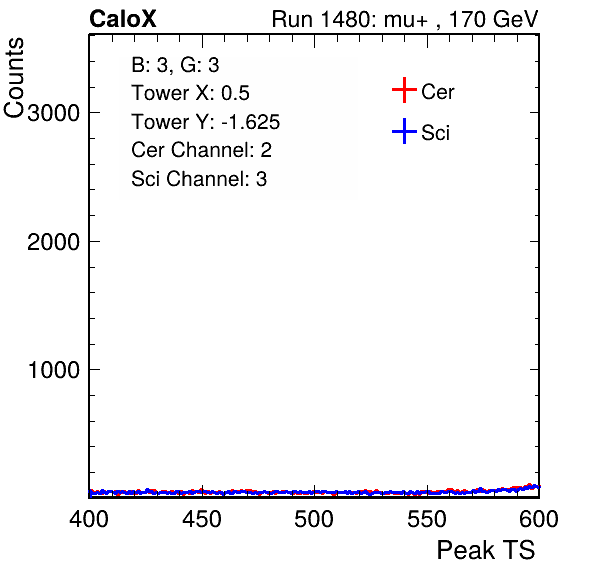 CaloX Run 1480: mu+ , 170 GeV
Counts
B: 3, G: 3
Tower X: 0.5
Tower Y: -1.625
Cer Channel: 2
Sci Channel: 3
Cer
Sci
3000
2000
1000
400 450 500 550 600
Peak TS